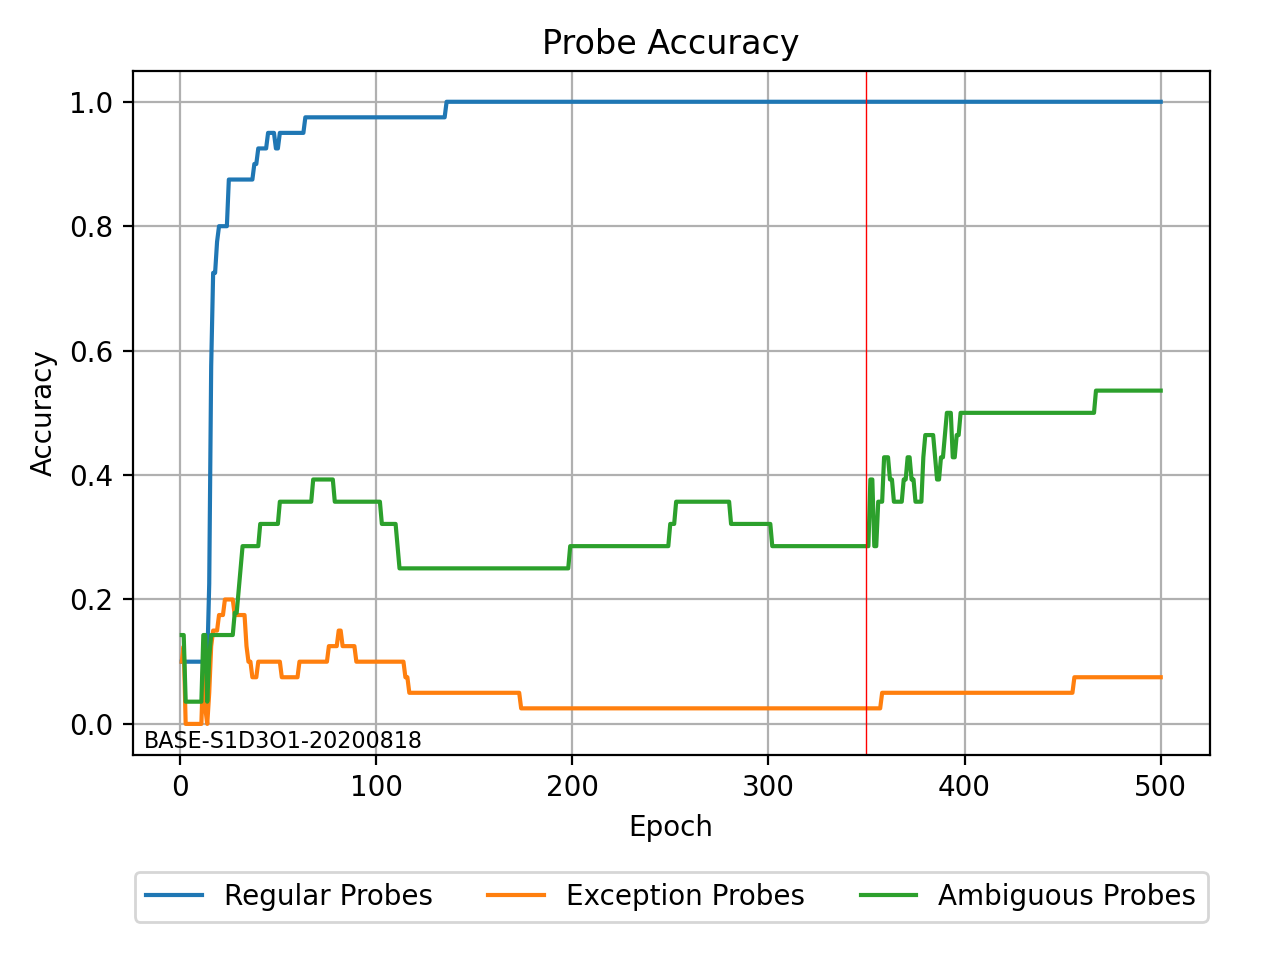 Probe Accuracy
Accuracy
1.0
0.8
0.6
0.4
0.2
0.0
BASE-S1D3O1-20200818
0 100 200 300 400 500
Epoch
Regular Probes Exception Probes Ambiguous Probes